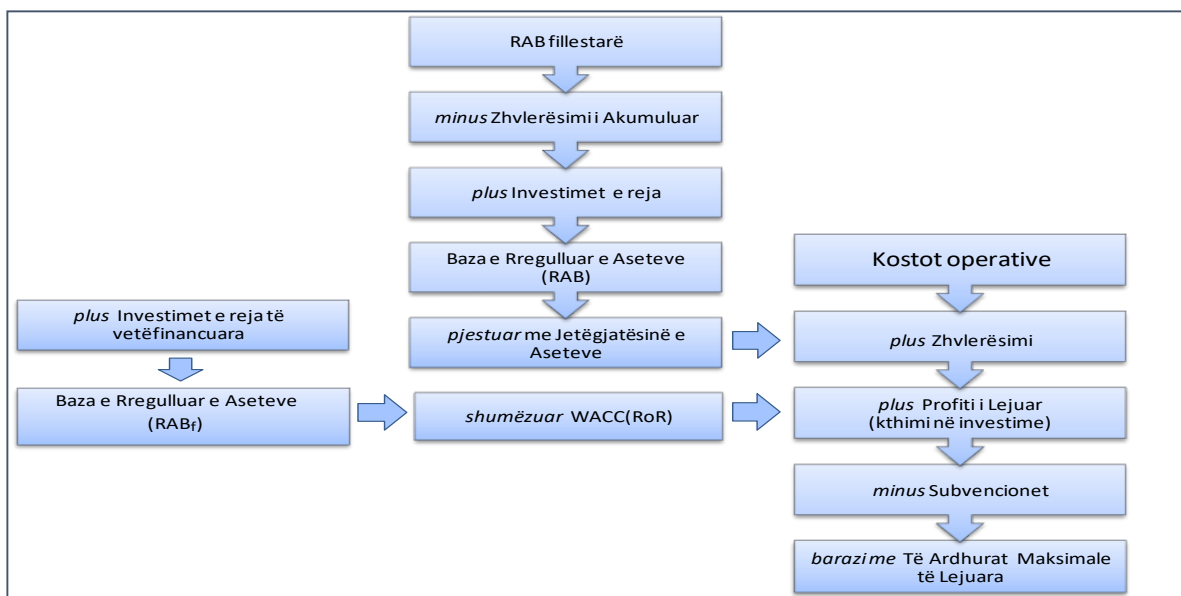 RAB fillestarë
minus Zhvlerësimi i Akumuluar
plus Investimet e reja
Baza e Rregulluar e Aseteve
(RAB)
pjestuar me Jetëgjatësinë e
Aseteve
plus Investimet e reja të
vetëfinancuara
Baza e Rregulluar e Aseteve
(RABf)
shumëzuar WACC(RoR)
Kostot operative
plus Zhvlerësimi
plus Profiti i Lejuar
(kthimi në investime)
minus Subvencionet
barazi me Të Ardhurat Maksimale
të Lejuara